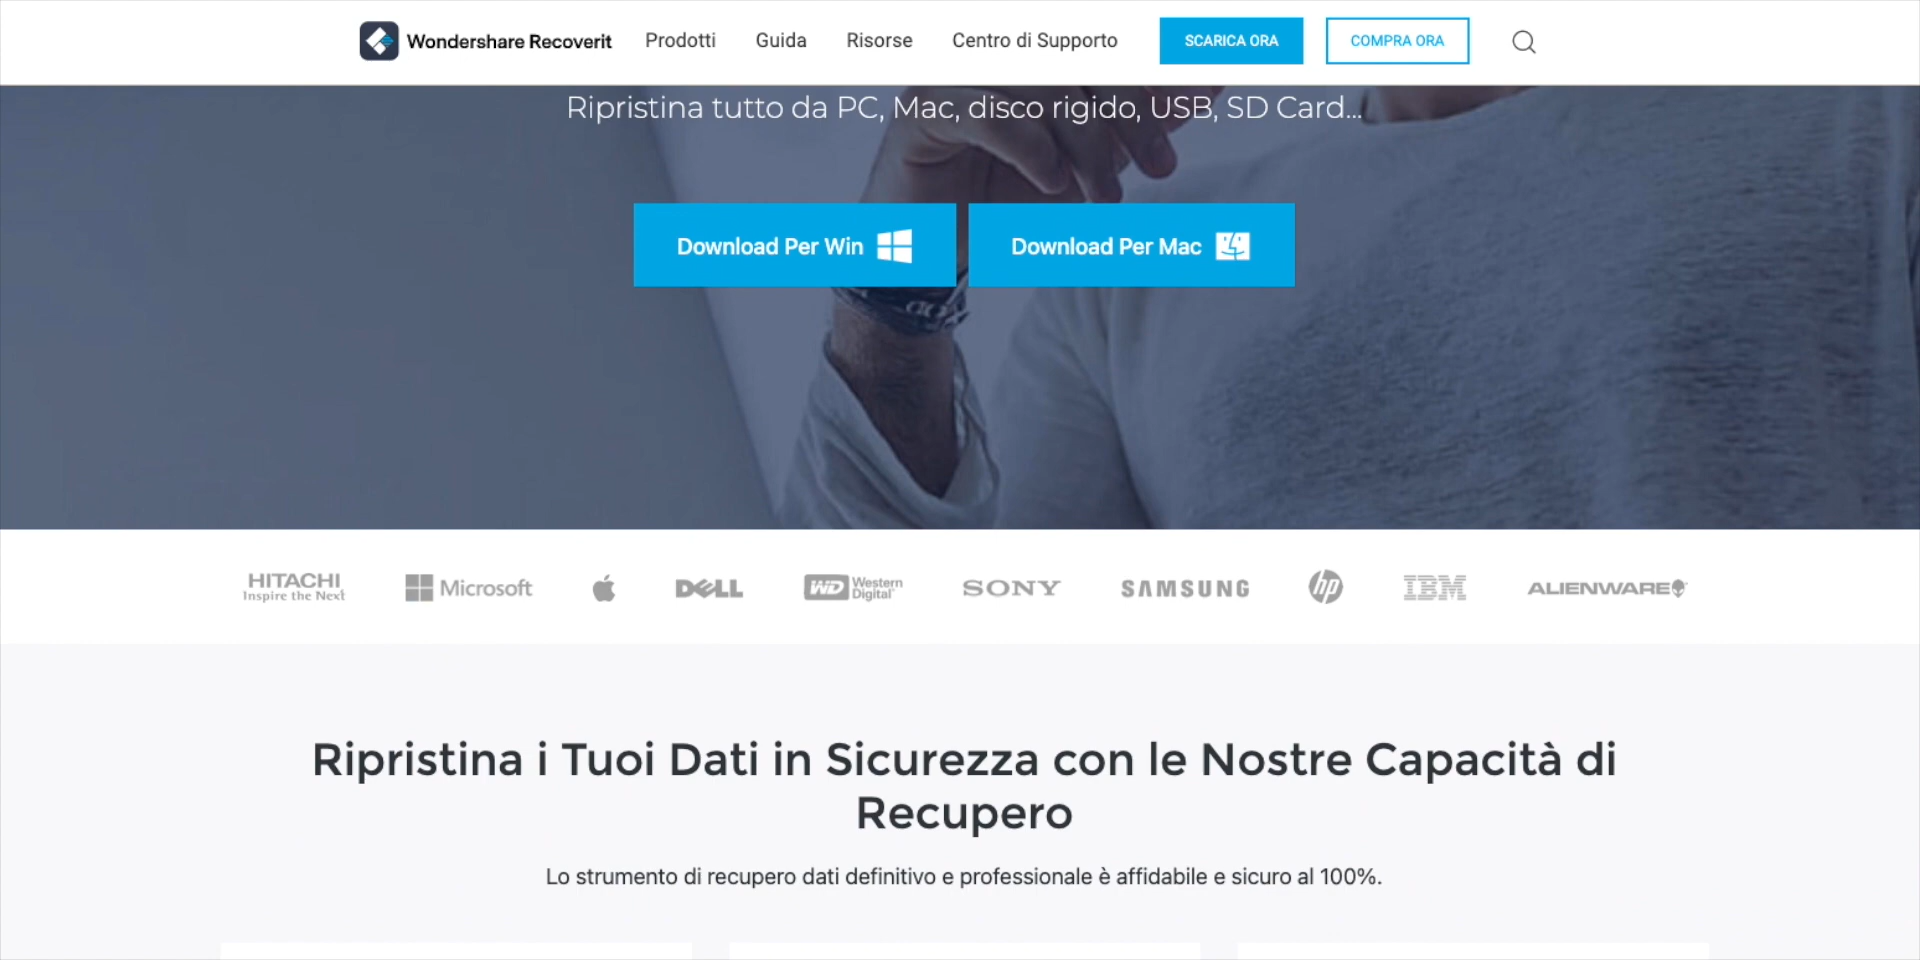 Wondershare Recoverit Prodotti Guida Risorse Centro di Supporto SCARICA ORA COMPRA ORA
Ripristina tutto da PC, Mac, disco rigido, USB, SD Card...
Download Per Win Download Per Mac
HITACHI Inspire the Next Microsoft DELL WD Western Digital SONY SAMSUNG hp IBM ALIENWARE
Ripristina i Tuoi Dati in Sicurezza con le Nostre Capacità di
Recupero
Lo strumento di recupero dati definitivo e professionale è affidabile e sicuro al 100%.